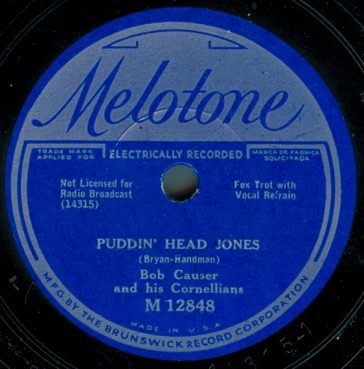 Melotone
TRADE MARK
APPLIED FOR
ELECTRICALLY RECORDED
MARCA DE FABRICA
SOLICITADA
Not Licensed for
Radio Broadcast
(14315)
Fox Trot with
Vocal Refrain
PUDDIN' HEAD JONES
(Bryan-Handman)
Bob Causer
and his Cornellians
M 12848
MADE IN U.S.A.
MFG BY THE BRUNSWICK RECORD CORPORATION